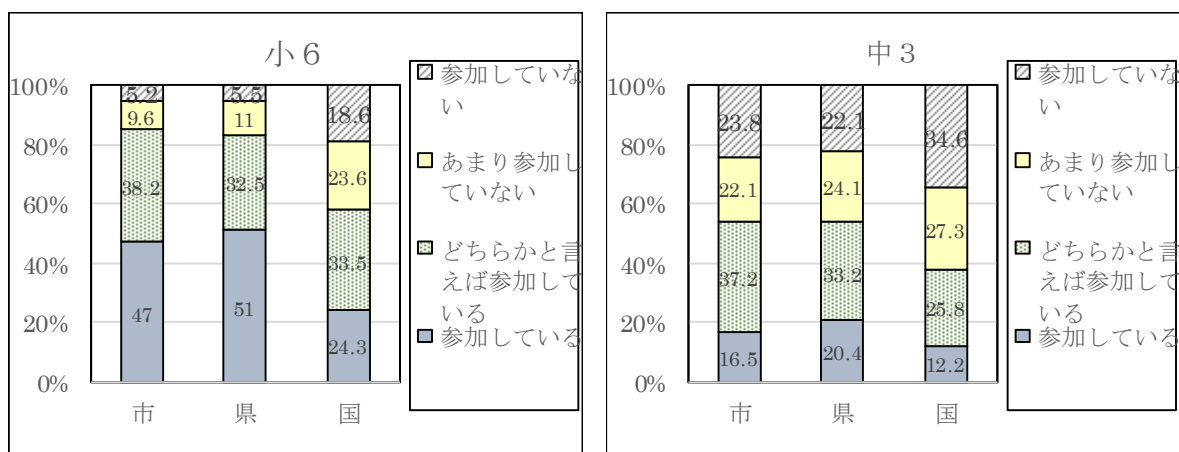 小6
100%
80%
60%
40%
20%
0%
5.2
5.5
18.6
9.6
11
23.6
38.2
32.5
33.5
47
51
24.3
市
県
国
参加していな
い
あまり参加し
ていない
どちらかと言
えば参加して
いる
参加している
中3
100%
80%
60%
40%
20%
0%
23.8
22.1
34.6
22.1
24.1
27.3
37.2
33.2
25.8
16.5
20.4
12.2
市
県
国
参加していな
い
あまり参加し
ていない
どちらかと言
えば参加して
いる
参加している